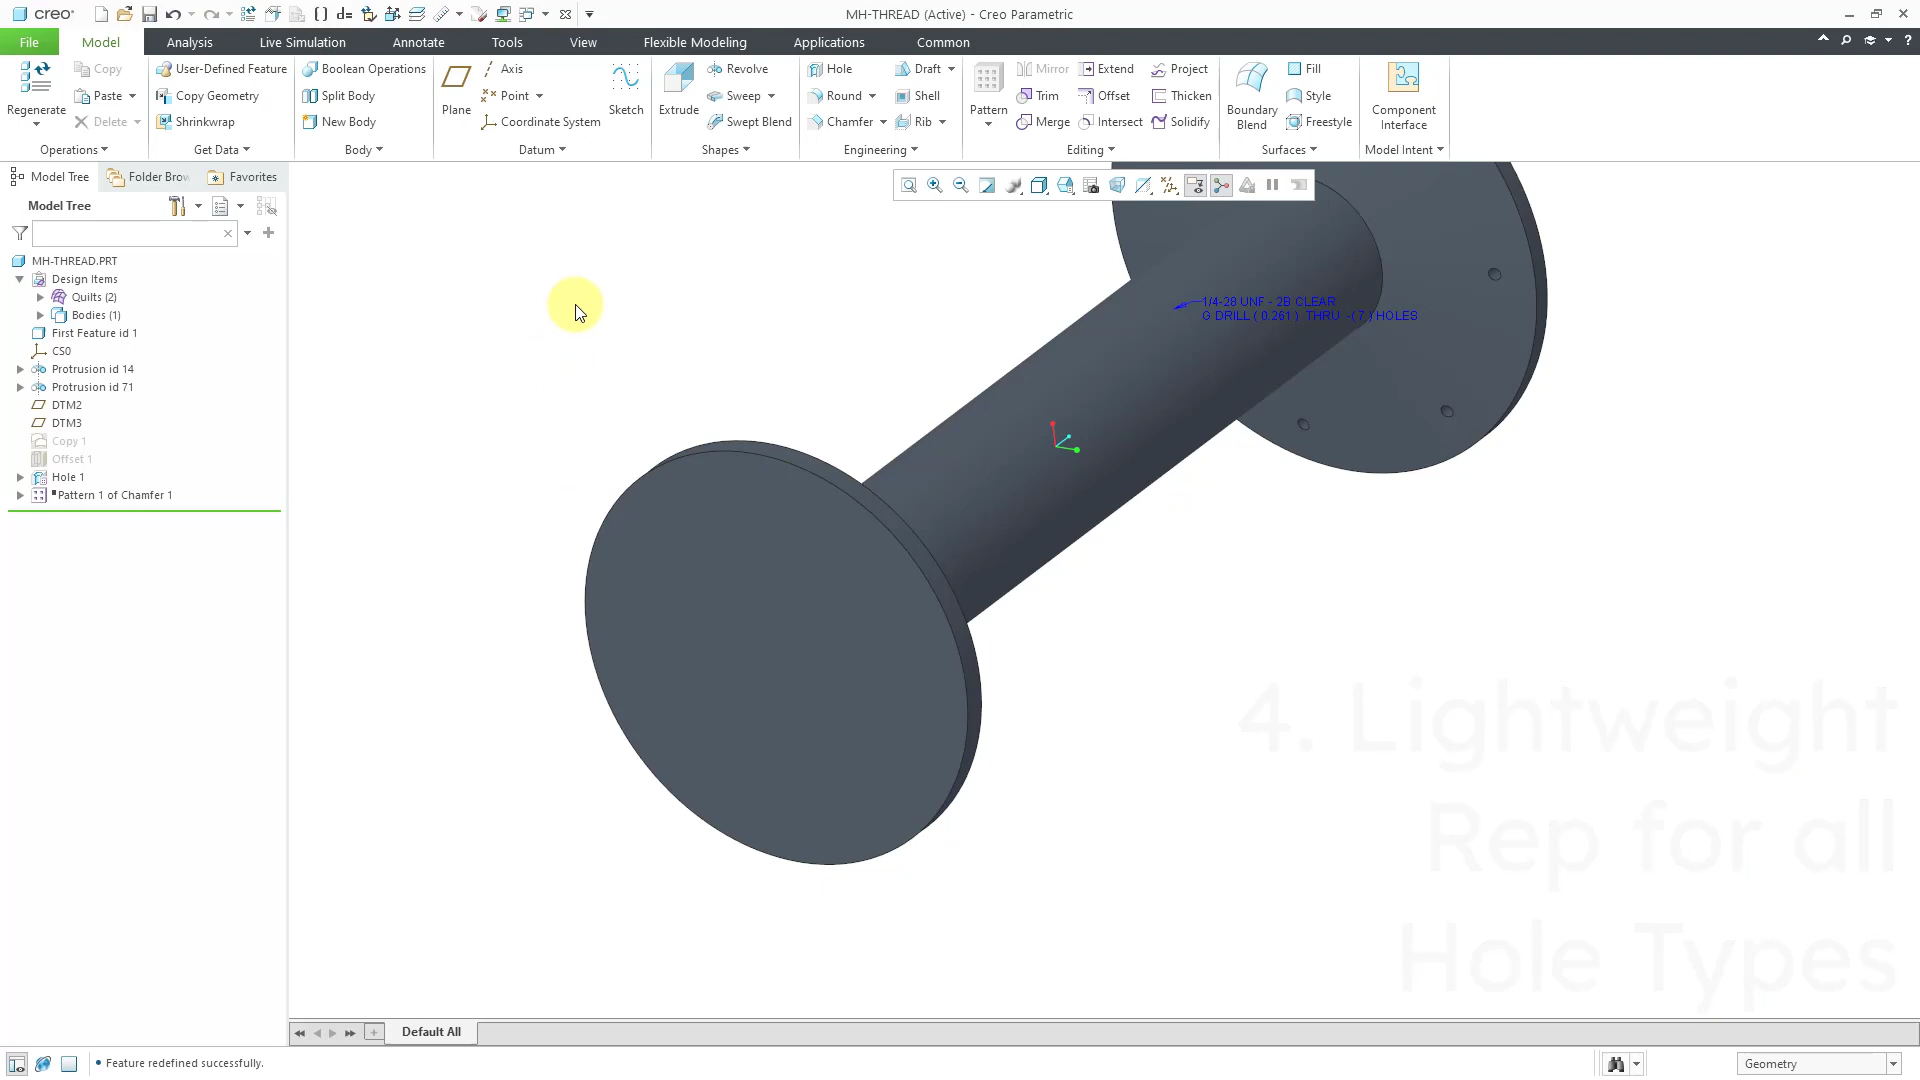 creo
MH-THREAD (Active) - Creo Parametric
File
Model
Analysis
Live Simulation
Annotate
Tools
View
Flexible Modeling
Applications
Common
Regenerate
Copy
Paste
Delete
Operations
User-Defined Feature
Copy Geometry
Shrinkwrap
Get Data
Boolean Operations
Split Body
New Body
Body
Plane
Axis
Point
Coordinate System
Sketch
Datum
Extrude
Revolve
Sweep
Swept Blend
Shapes
Hole
Round
Chamfer
Draft
Shell
Rib
Engineering
Pattern
Mirror
Trim
Merge
Extend
Offset
Intersect
Project
Thicken
Solidify
Editing
Boundary
Blend
Fill
Style
Freestyle
Surfaces
Component
Interface
Model Intent
Model Tree
Folder Brow
Favorites
Model Tree
MH-THREAD.PRT
Design Items
Quilts (2)
Bodies (1)
First Feature id 1
CS0
Protrusion id 14
Protrusion id 71
DTM2
DTM3
Copy 1
Offset 1
Hole 1
Pattern 1 of Chamfer 1
1/4-28 UNF - 2B CLEAR
G DRILL ( 0.261 ) THRU -( 7 ) HOLES
4. Lightweight
Rep for all
Hole Types
Default All
Feature redefined successfully.
Geometry